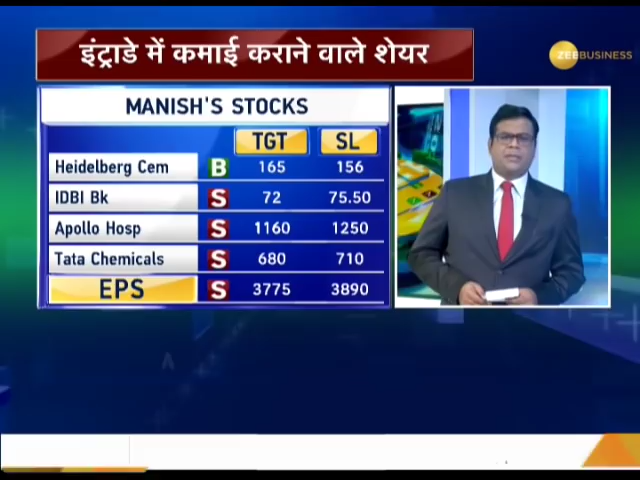 इंट्राडे में कमाई कराने वाले शेयर
ZEEBUSINESS
MANISH'S STOCKS
TGT SL
Heidelberg Cem B 165 156
IDBI Bk S 72 75.50
Apollo Hosp S 1160 1250
Tata Chemicals S 680 710
EPS S 3775 3890